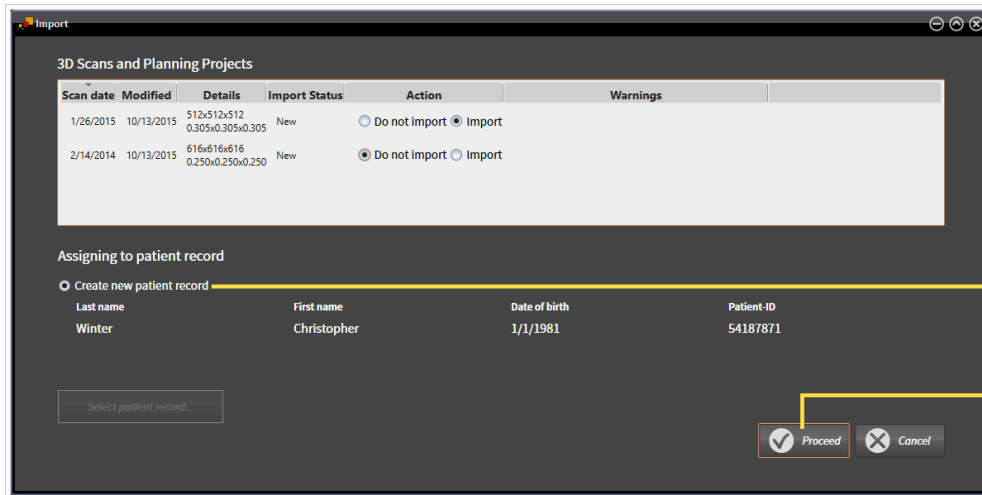 Import
3D Scans and Planning Projects
Scan date Modified Details Import Status Action Warnings
1/26/2015 10/13/2015 512x512x512 New Do not import Import
0.305x0.305x0.305
2/14/2014 10/13/2015 616x616x616 New Do not import Import
0.250x0.250x0.250
Assigning to patient record
Create new patient record
Last name First name Date of birth Patient-ID
Winter Christopher 1/1/1981 54187871
Select patient record...
Proceed Cancel